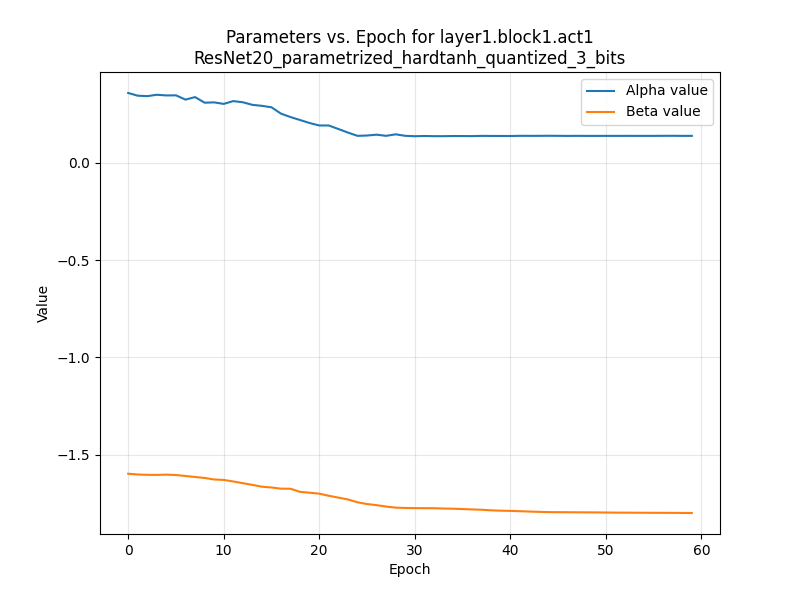 Parameters vs. Epoch for layer1.block1.act1
ResNet20_parametrized_hardtanh_quantized_3_bits
Alpha value
Beta value
0.0
−0.5
−1.0
−1.5
Value
0 10 20 30 40 50 60
Epoch